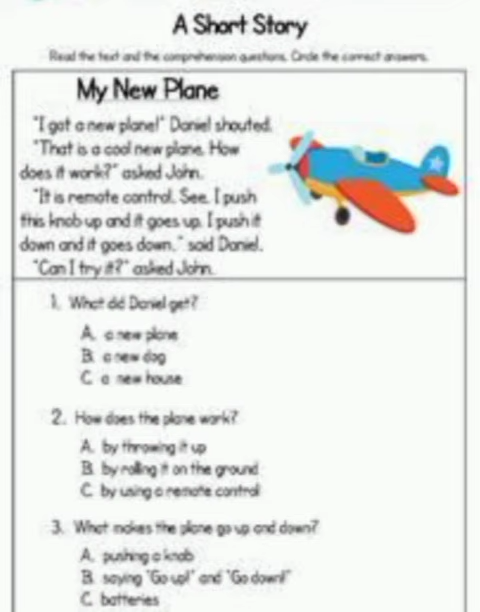 A Short Story
Read the text and the comprehension questions. Circle the correct answers.
My New Plane
"I got a new plane!" Daniel shouted.
"That is a cool new plane. How
does it work?" asked John.
"It is remote control. See, I push
this knob up and it goes up. I push it
down and it goes down," said Daniel.
"Can I try it?" asked John.
1. What did Daniel get?
A. a new plane
B. a new dog
C. a new house
2. How does the plane work?
A. by throwing it up
B. by rolling it on the ground
C. by using a remote control
3. What makes the plane go up and down?
A. pushing a knob
B. saying "Go up!" and "Go down!"
C. batteries